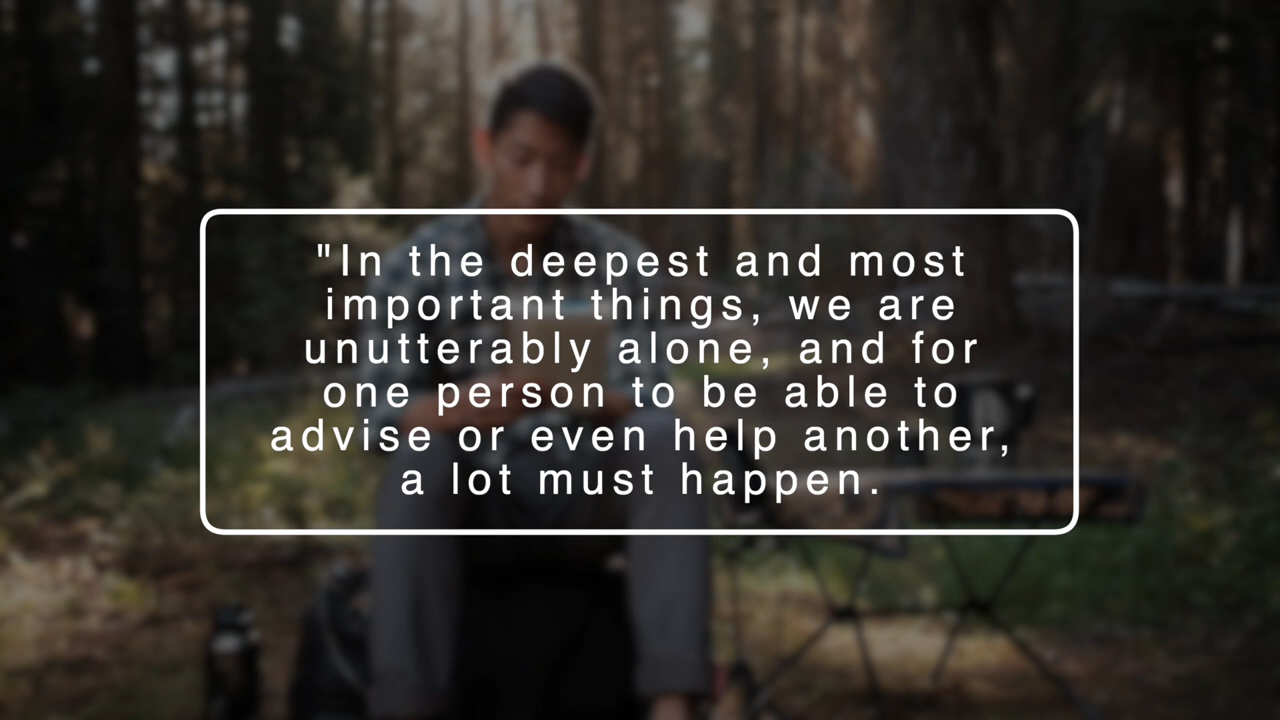 "In the deepest and most
important things, we are
unutterably alone, and for
one person to be able to
advise or even help another,
a lot must happen.